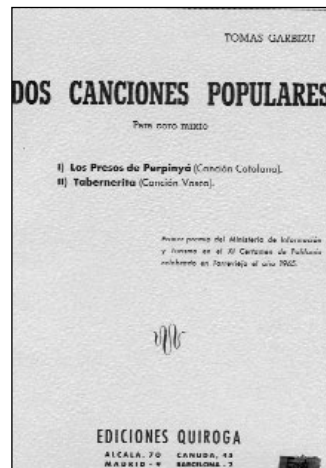 TOMAS GARBIZU
DOS CANCIONES POPULARES
Para coro mixto
I) Los Presos de Perpinyá (Canción Catalana).
II) Tabernerita (Canción Vasca).
Primer premio del Ministerio de Información
y Turismo en el XI Certamen de Polifonía
celebrado en Torrevieja el año 1965.
EDICIONES QUIROGA
ALCALA, 70 CANUDA, 45
MADRID - 9 BARCELONA - 2